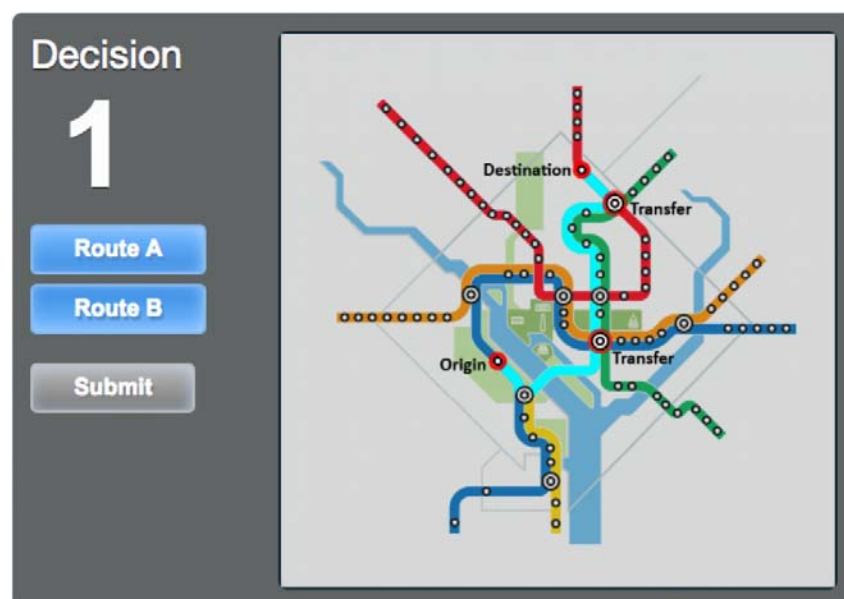 Decision
1
Route A
Route B
Submit
Destination
Transfer
Origin
Transfer